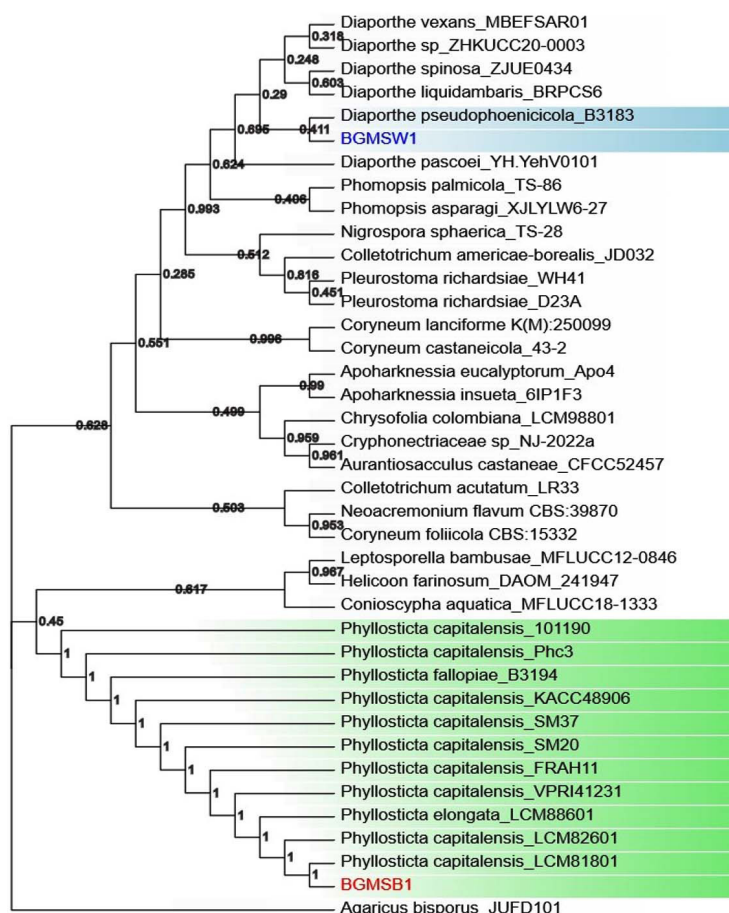 Diaporthe vexans_MBEFSAR01
0.318
Diaporthe sp_ZHKUCC20-0003
0.248
Diaporthe spinosa_ZJUE0434
0.603
0.29
Diaporthe liquidambaris_BRPCS6
Diaporthe pseudophoenicicola_B3183
0.695
0.411
BGMSW1
0.624
Diaporthe pascoei_YH.YehV0101
Phomopsis palmicola_TS-86
0.406
0.993
Phomopsis asparagi_XJLYLW6-27
Nigrospora sphaerica_TS-28
0.512
Colletotrichum americae-borealis_JD032
0.285
0.816
Pleurostoma richardsiae_WH41
0.451
Pleurostoma richardsiae_D23A
Coryneum lanciforme K(M):250099
0.551
0.996
Coryneum castaneicola_43-2
Apoharknessia eucalyptorum_Apo4
0.99
Apoharknessia insueta_6IP1F3
0.499
Chrysofolia colombiana_LCM98801
0.628
0.959
Cryphonectriaceae sp_NJ-2022a
0.961
Aurantiosacculus castaneae_CFCC52457
Colletotrichum acutatum_LR33
0.503
Neoacremonium flavum CBS:39870
0.953
Coryneum foliicola CBS:15332
Leptosporella bambusae_MFLUCC12-0846
0.967
Helicoon farinosum_DAOM_241947
0.617
Conioscypha aquatica_MFLUCC18-1333
0.45
Phyllosticta capitalensis_101190
1
Phyllosticta capitalensis_Phc3
1
Phyllosticta fallopiae_B3194
1
Phyllosticta capitalensis_KACC48906
1
Phyllosticta capitalensis_SM37
1
Phyllosticta capitalensis_SM20
1
Phyllosticta capitalensis_FRAH11
1
Phyllosticta capitalensis_VPRI41231
1
Phyllosticta elongata_LCM88601
1
Phyllosticta capitalensis_LCM82601
1
Phyllosticta capitalensis_LCM81801
1
BGMSB1
Agaricus bisporus_JUFD101